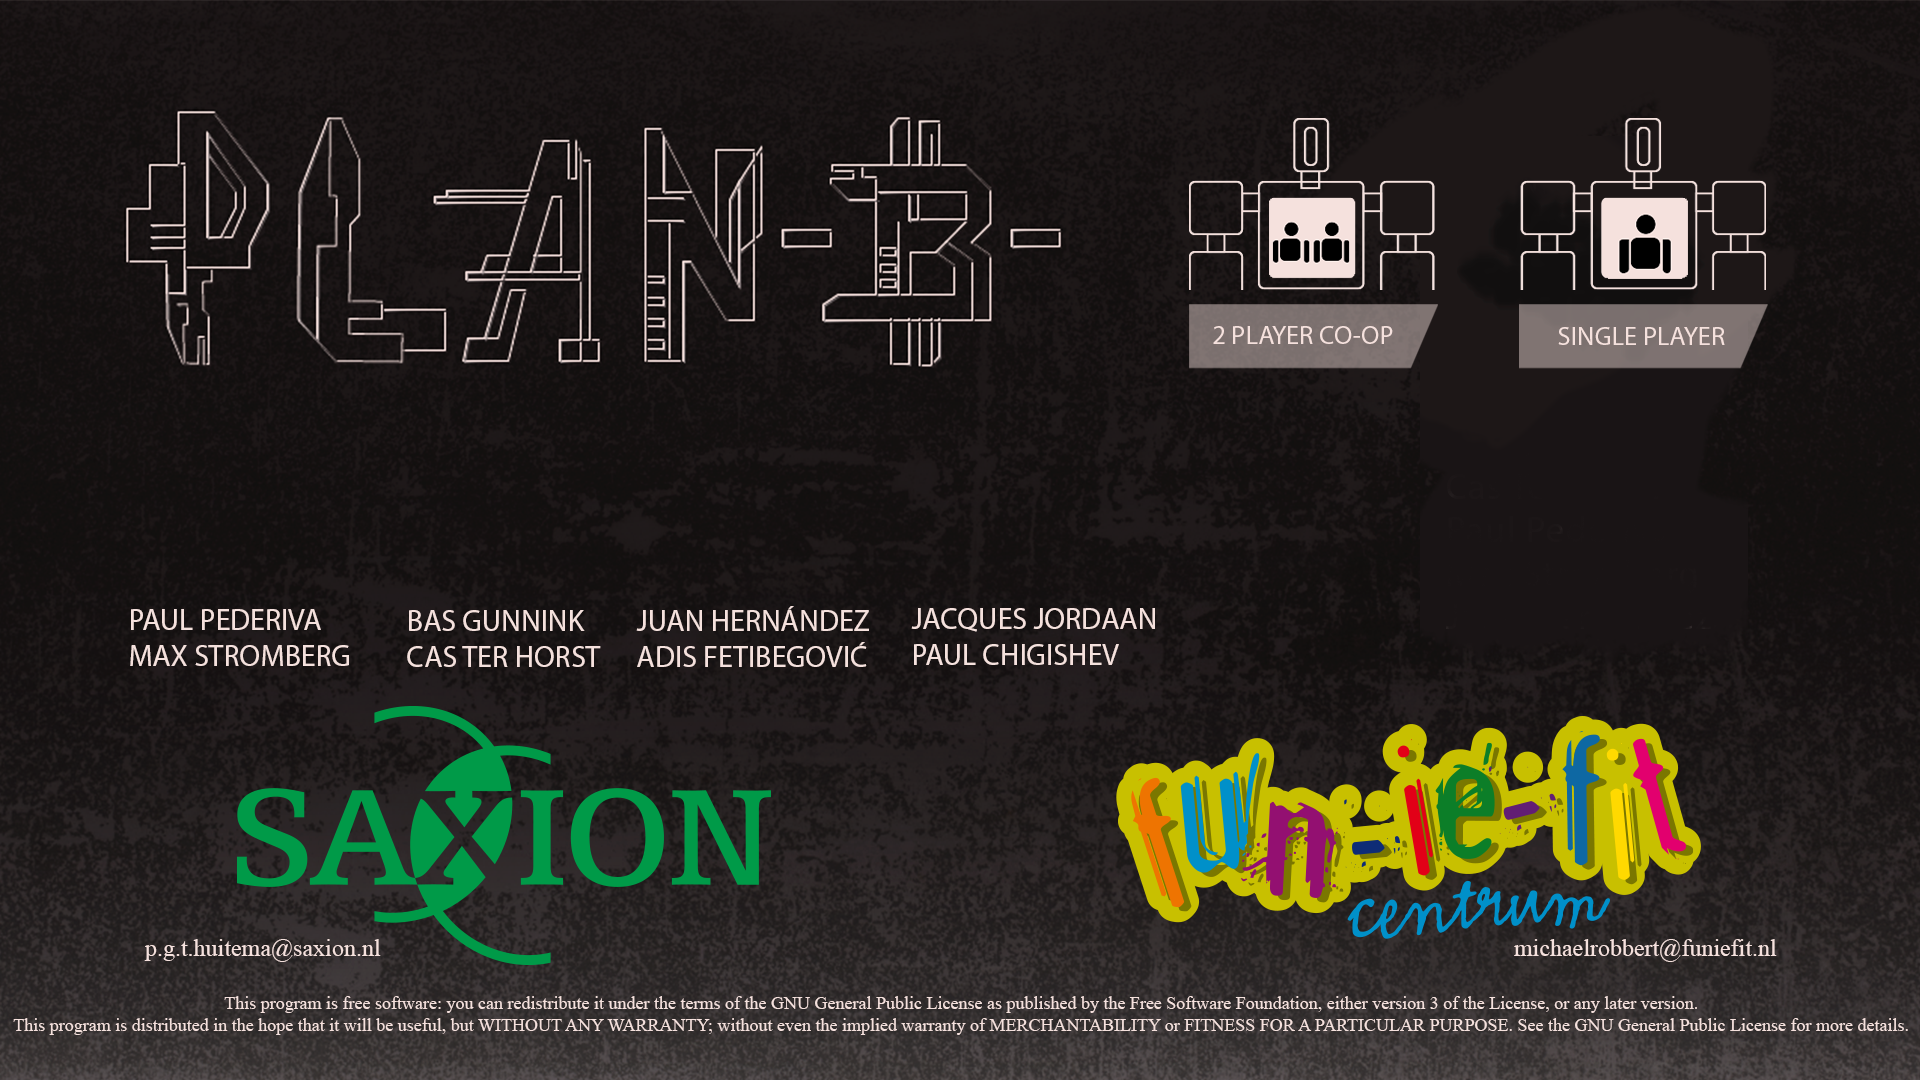 PLAN-B-
2 PLAYER CO-OP
SINGLE PLAYER
PAUL PEDERIVA
MAX STROMBERG
BAS GUNNINK
CAS TER HORST
JUAN HERNÁNDEZ
ADIS FETIBEGOVIĆ
JACQUES JORDAAN
PAUL CHIGISHEV
SAXION
p.g.t.huitema@saxion.nl
fun-ie-fit
centrum
michaelrobbert@funiefit.nl
This program is free software: you can redistribute it under the terms of the GNU General Public License as published by the Free Software Foundation, either version 3 of the License, or any later version.
This program is distributed in the hope that it will be useful, but WITHOUT ANY WARRANTY; without even the implied warranty of MERCHANTABILITY or FITNESS FOR A PARTICULAR PURPOSE. See the GNU General Public License for more details.